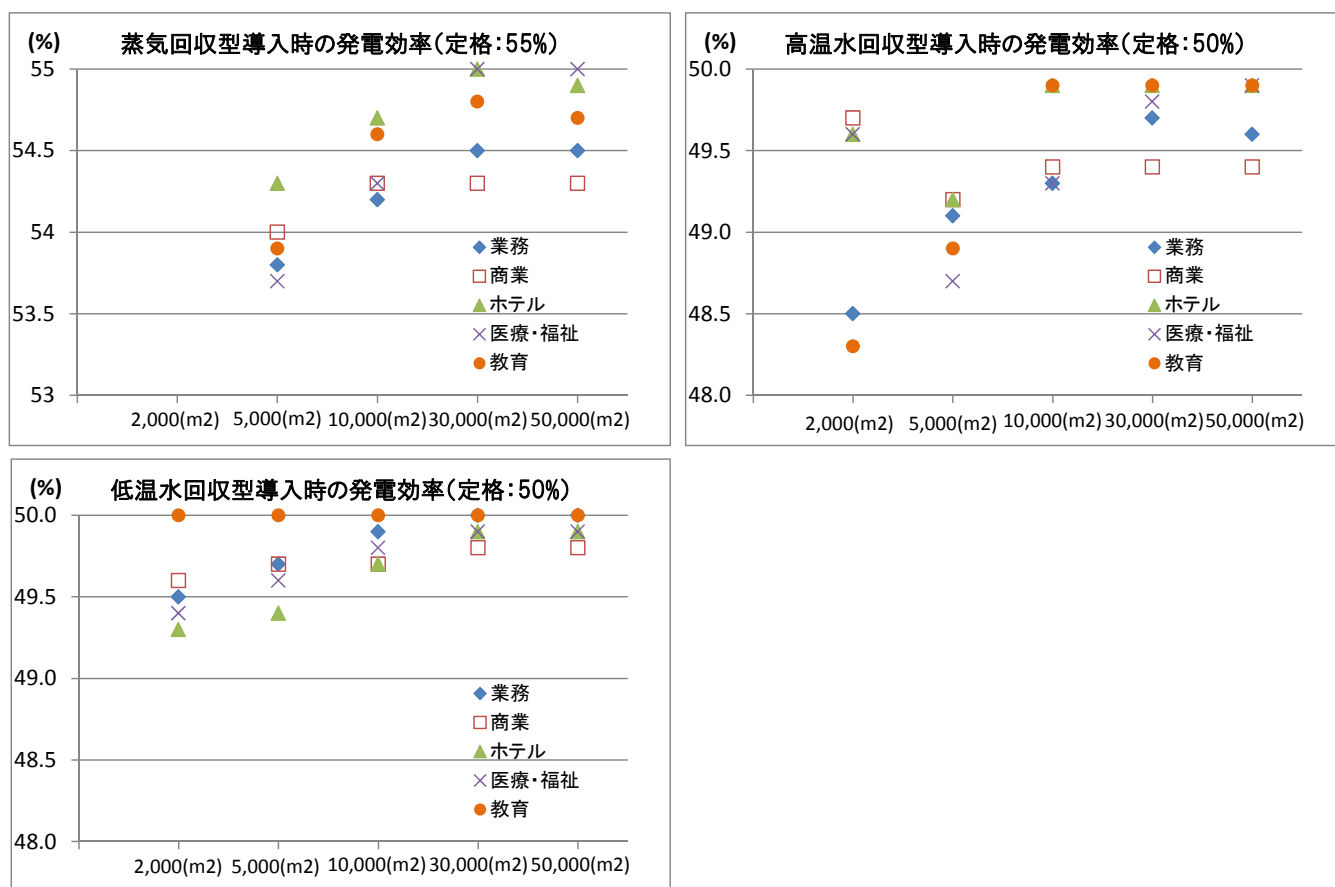 (%) 蒸気回収型導入時の発電効率(定格:55%)
55
54.5
54
53.5
53
業務
商業
ホテル
医療・福祉
教育
2,000(m2) 5,000(m2) 10,000(m2) 30,000(m2) 50,000(m2)
(%) 高温水回収型導入時の発電効率(定格:50%)
50.0
49.5
49.0
48.5
48.0
業務
商業
ホテル
医療・福祉
教育
2,000(m2) 5,000(m2) 10,000(m2) 30,000(m2) 50,000(m2)
(%) 低温水回収型導入時の発電効率(定格:50%)
50.0
49.5
49.0
48.5
48.0
業務
商業
ホテル
医療・福祉
教育
2,000(m2) 5,000(m2) 10,000(m2) 30,000(m2) 50,000(m2)